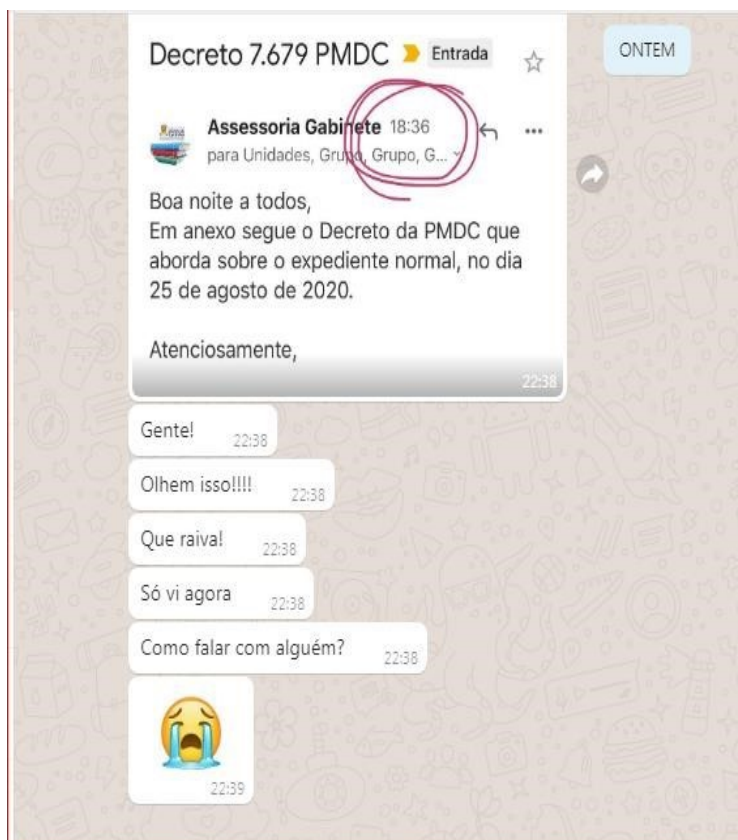 ONTEM
Decreto 7.679 PMDC Entrada
Assessoria Gabinete 18:36
para Unidades, Grupo, Grupo, G...
Boa noite a todos,
Em anexo segue o Decreto da PMDC que
aborda sobre o expediente normal, no dia
25 de agosto de 2020.
Atenciosamente,
22:38
Gente! 22:38
Olhem isso!!!! 22:38
Que raiva! 22:38
Só vi agora 22:38
Como falar com alguém? 22:38
22:39